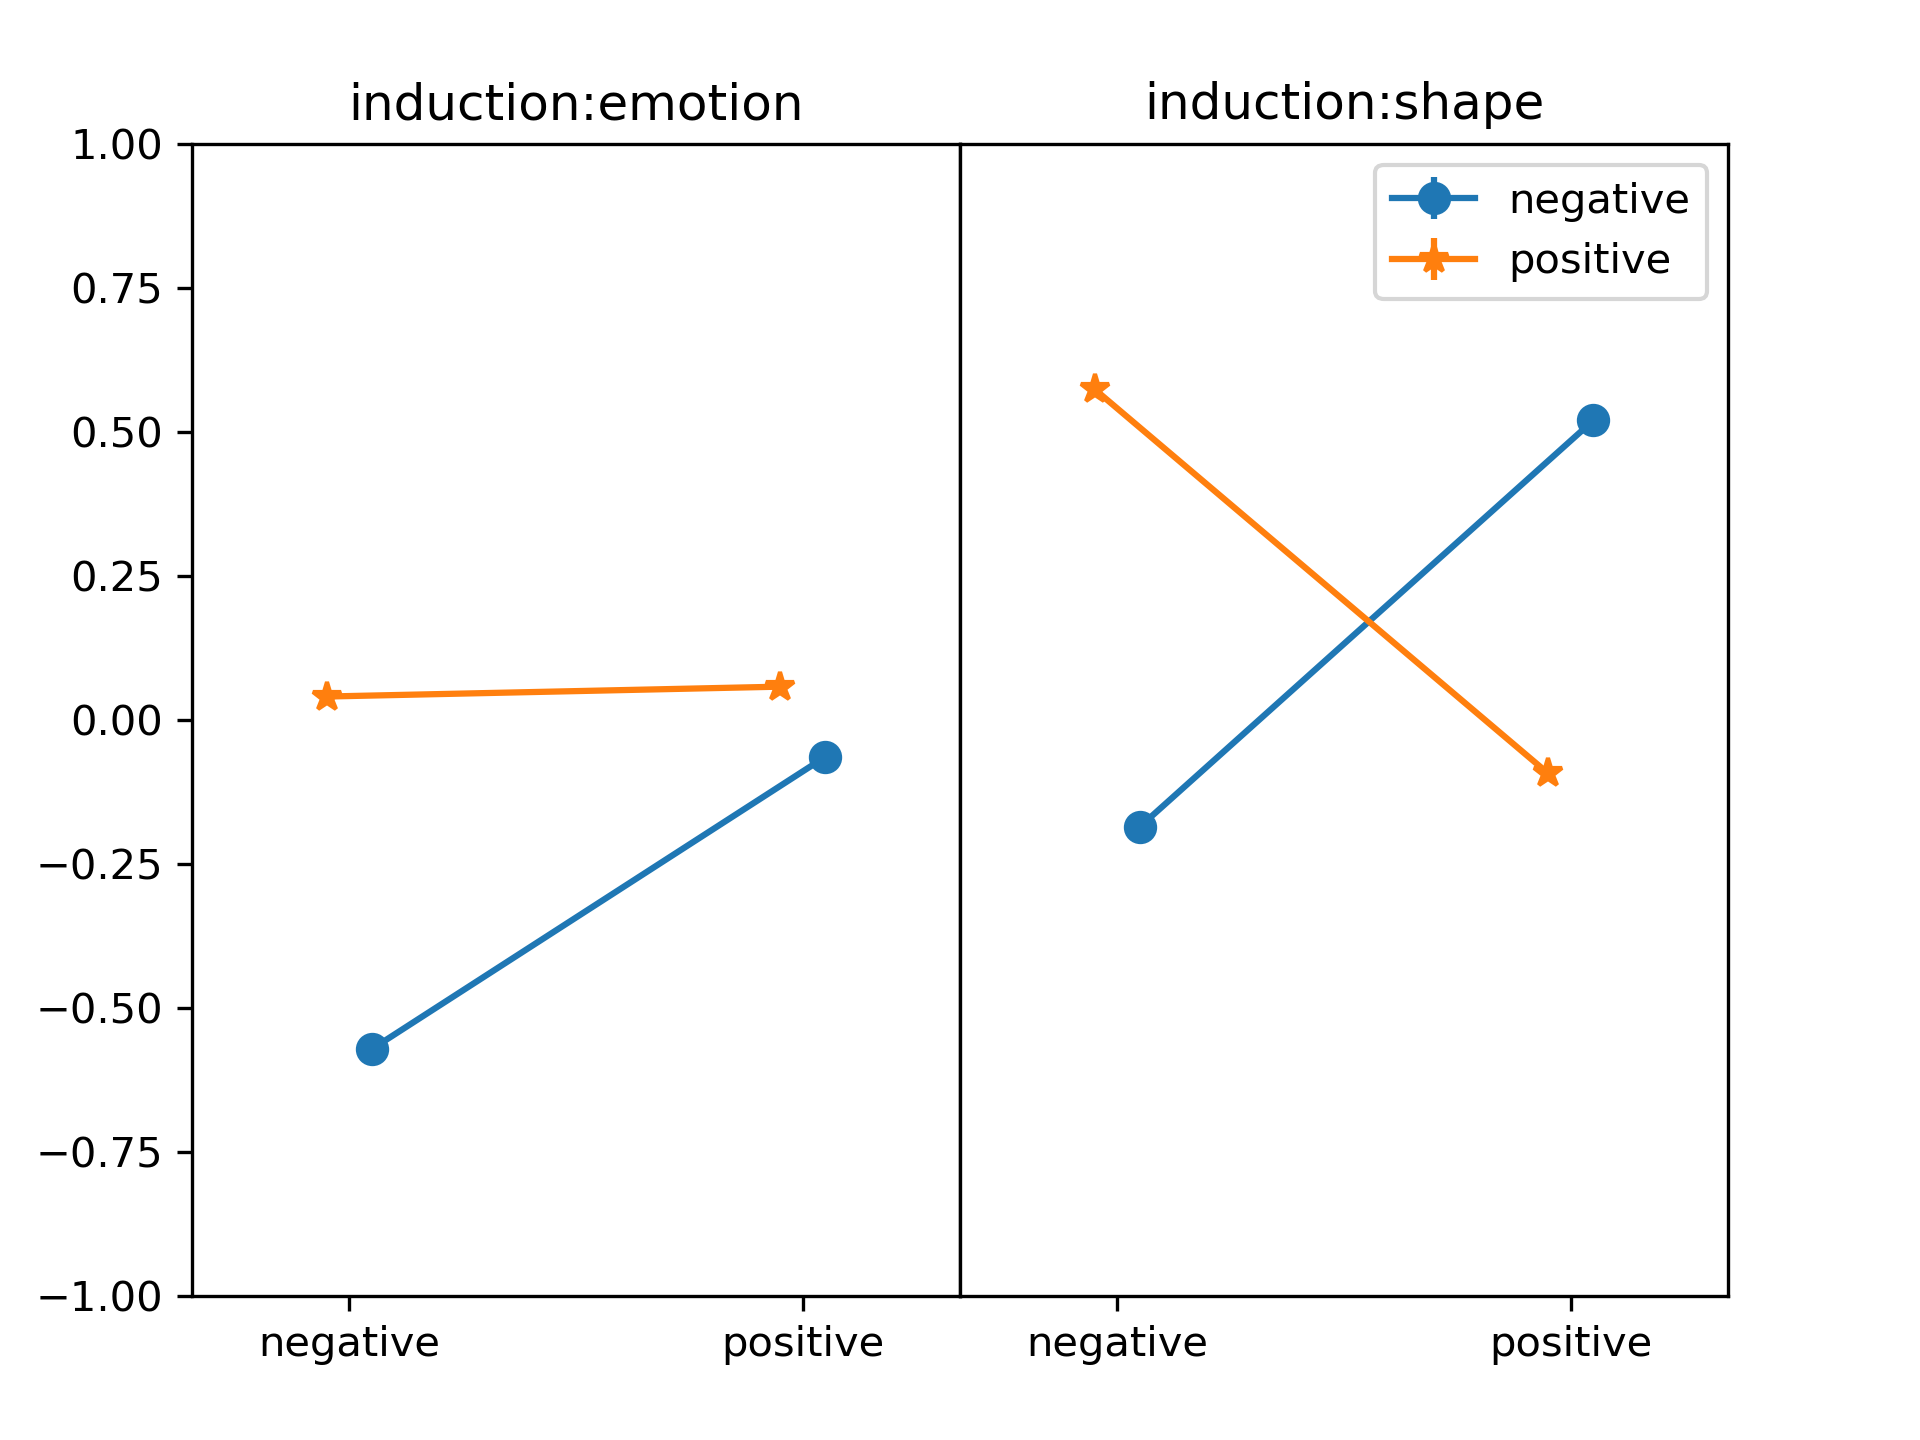 induction:emotion
induction:shape
1.00
0.75
0.50
0.25
0.00
−0.25
−0.50
−0.75
−1.00
negative
positive
negative
positive
negative
positive